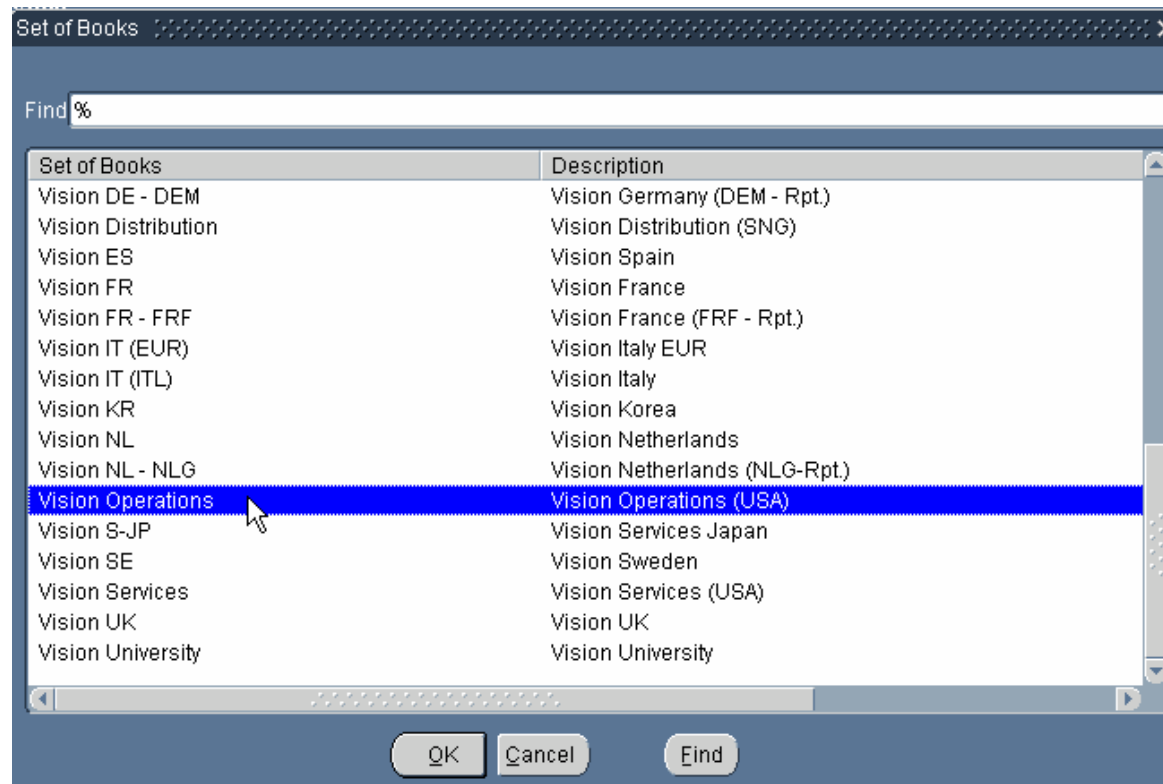 Set of Books
Find %
Set of Books Description
Vision DE - DEM Vision Germany (DEM - Rpt.)
Vision Distribution Vision Distribution (SNG)
Vision ES Vision Spain
Vision FR Vision France
Vision FR - FRF Vision France (FRF - Rpt.)
Vision IT (EUR) Vision Italy EUR
Vision IT (ITL) Vision Italy
Vision KR Vision Korea
Vision NL Vision Netherlands
Vision NL - NLG Vision Netherlands (NLG-Rpt.)
Vision Operations Vision Operations (USA)
Vision S-JP Vision Services Japan
Vision SE Vision Sweden
Vision Services Vision Services (USA)
Vision UK Vision UK
Vision University Vision University
OK Cancel Find